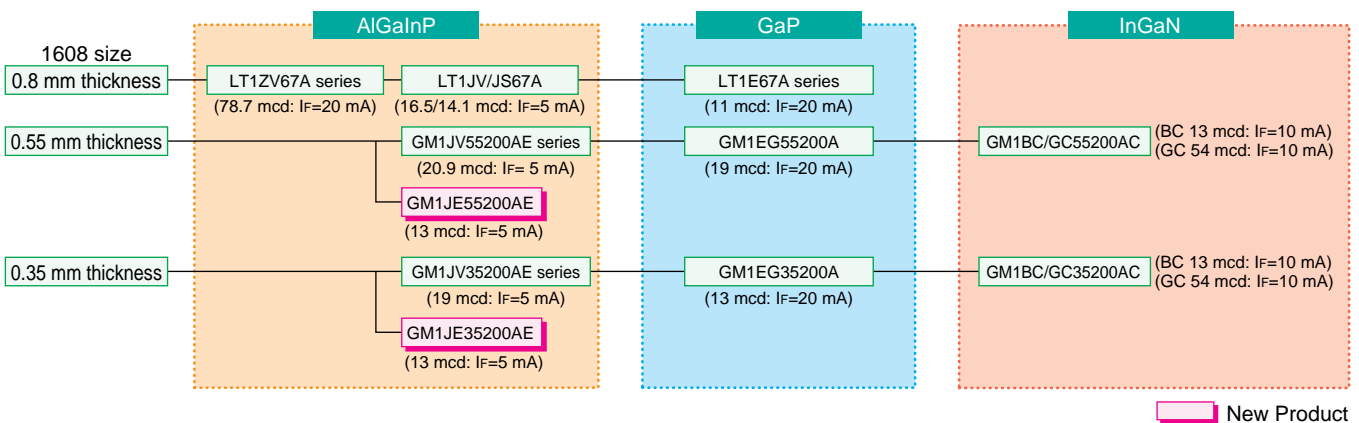 AlGaInP
GaP
InGaN
1608 size
0.8 mm thickness
LT1ZV67A series
LT1JV/JS67A
LT1E67A series
(78.7 mcd: IF=20 mA)
(16.5/14.1 mcd: IF=5 mA)
(11 mcd: IF=20 mA)
0.55 mm thickness
GM1JV55200AE series
GM1EG55200A
GM1BC/GC55200AC
(BC 13 mcd: IF=10 mA)
(GC 54 mcd: IF=10 mA)
(20.9 mcd: IF= 5 mA)
(19 mcd: IF=20 mA)
GM1JE55200AE
(13 mcd: IF=5 mA)
0.35 mm thickness
GM1JV35200AE series
GM1EG35200A
GM1BC/GC35200AC
(BC 13 mcd: IF=10 mA)
(GC 54 mcd: IF=10 mA)
(19 mcd: IF=5 mA)
(13 mcd: IF=20 mA)
GM1JE35200AE
(13 mcd: IF=5 mA)
New Product